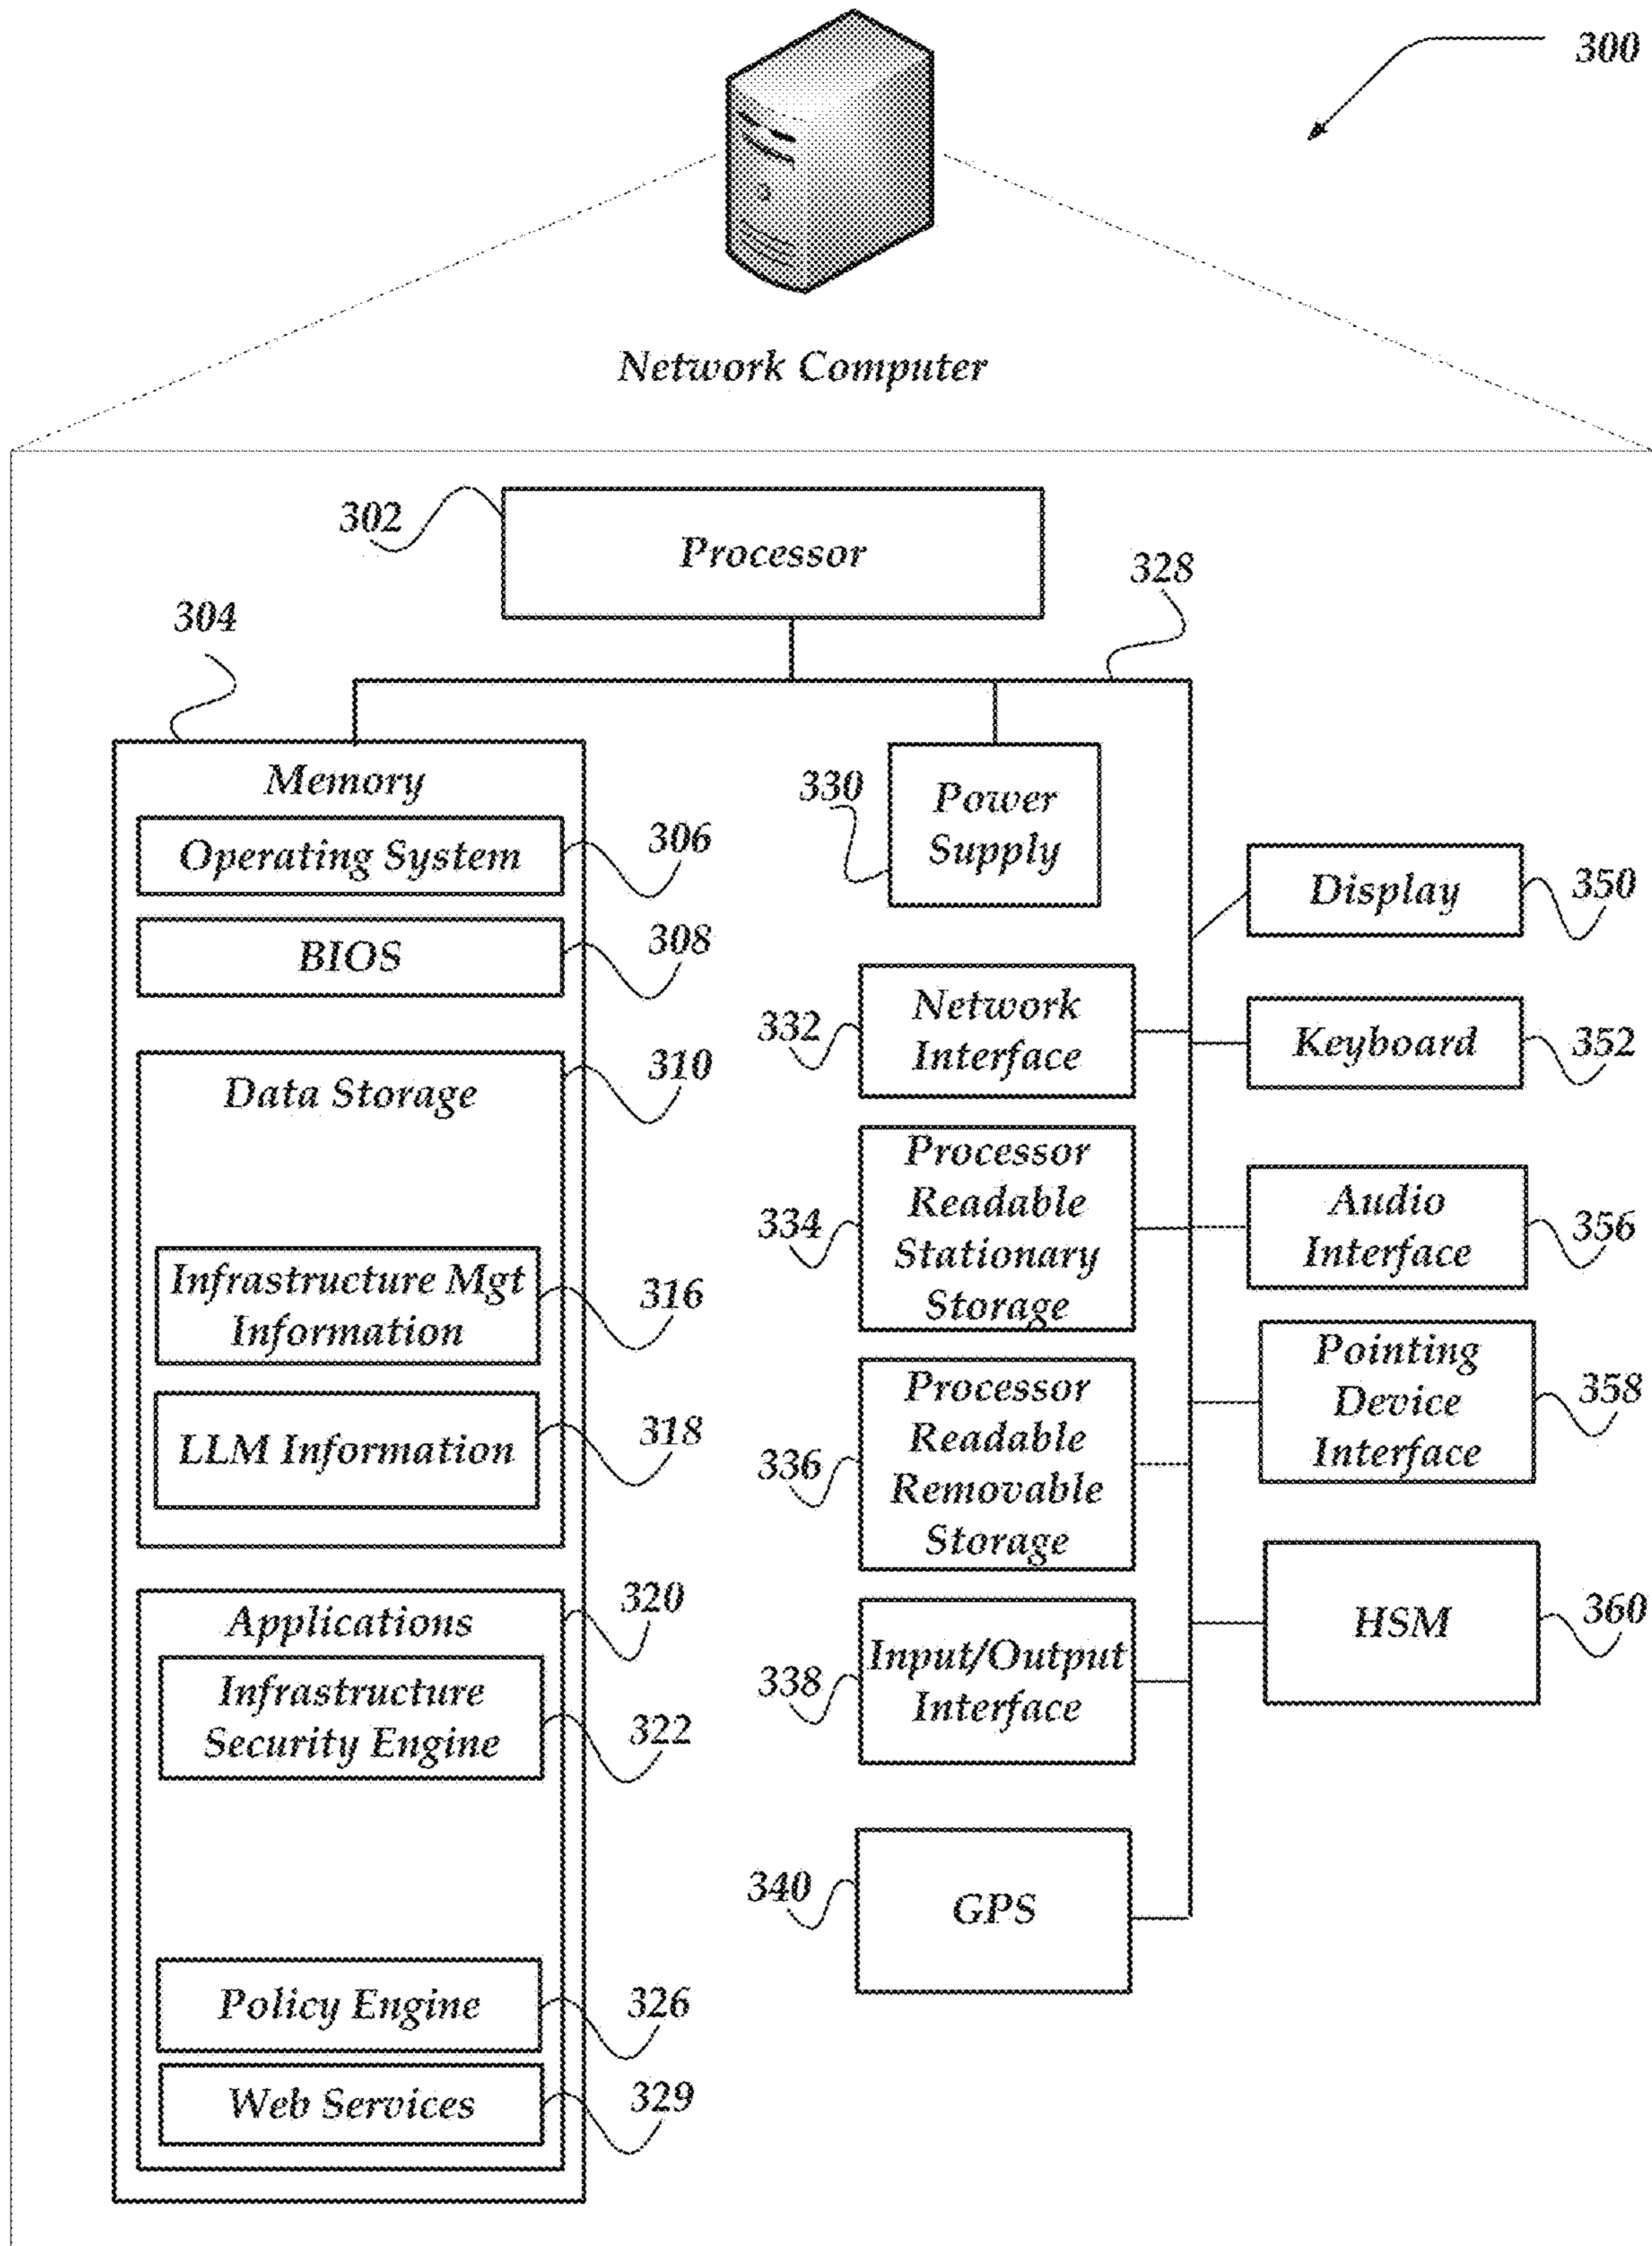 300
Network Computer
302
Processor
328
304
Memory
Operating System
306
BIOS
308
Data Storage
310
Infrastructure Mgt
Information
316
LLM Information
318
Applications
320
Infrastructure
Security Engine
322
Policy Engine
326
Web Services
329
330
Power
Supply
332
Network
Interface
334
Processor
Readable
Stationary
Storage
336
Processor
Readable
Removable
Storage
338
Input/Output
Interface
340
GPS
Display
350
Keyboard
352
Audio
Interface
356
Pointing
Device
Interface
358
HSM
360